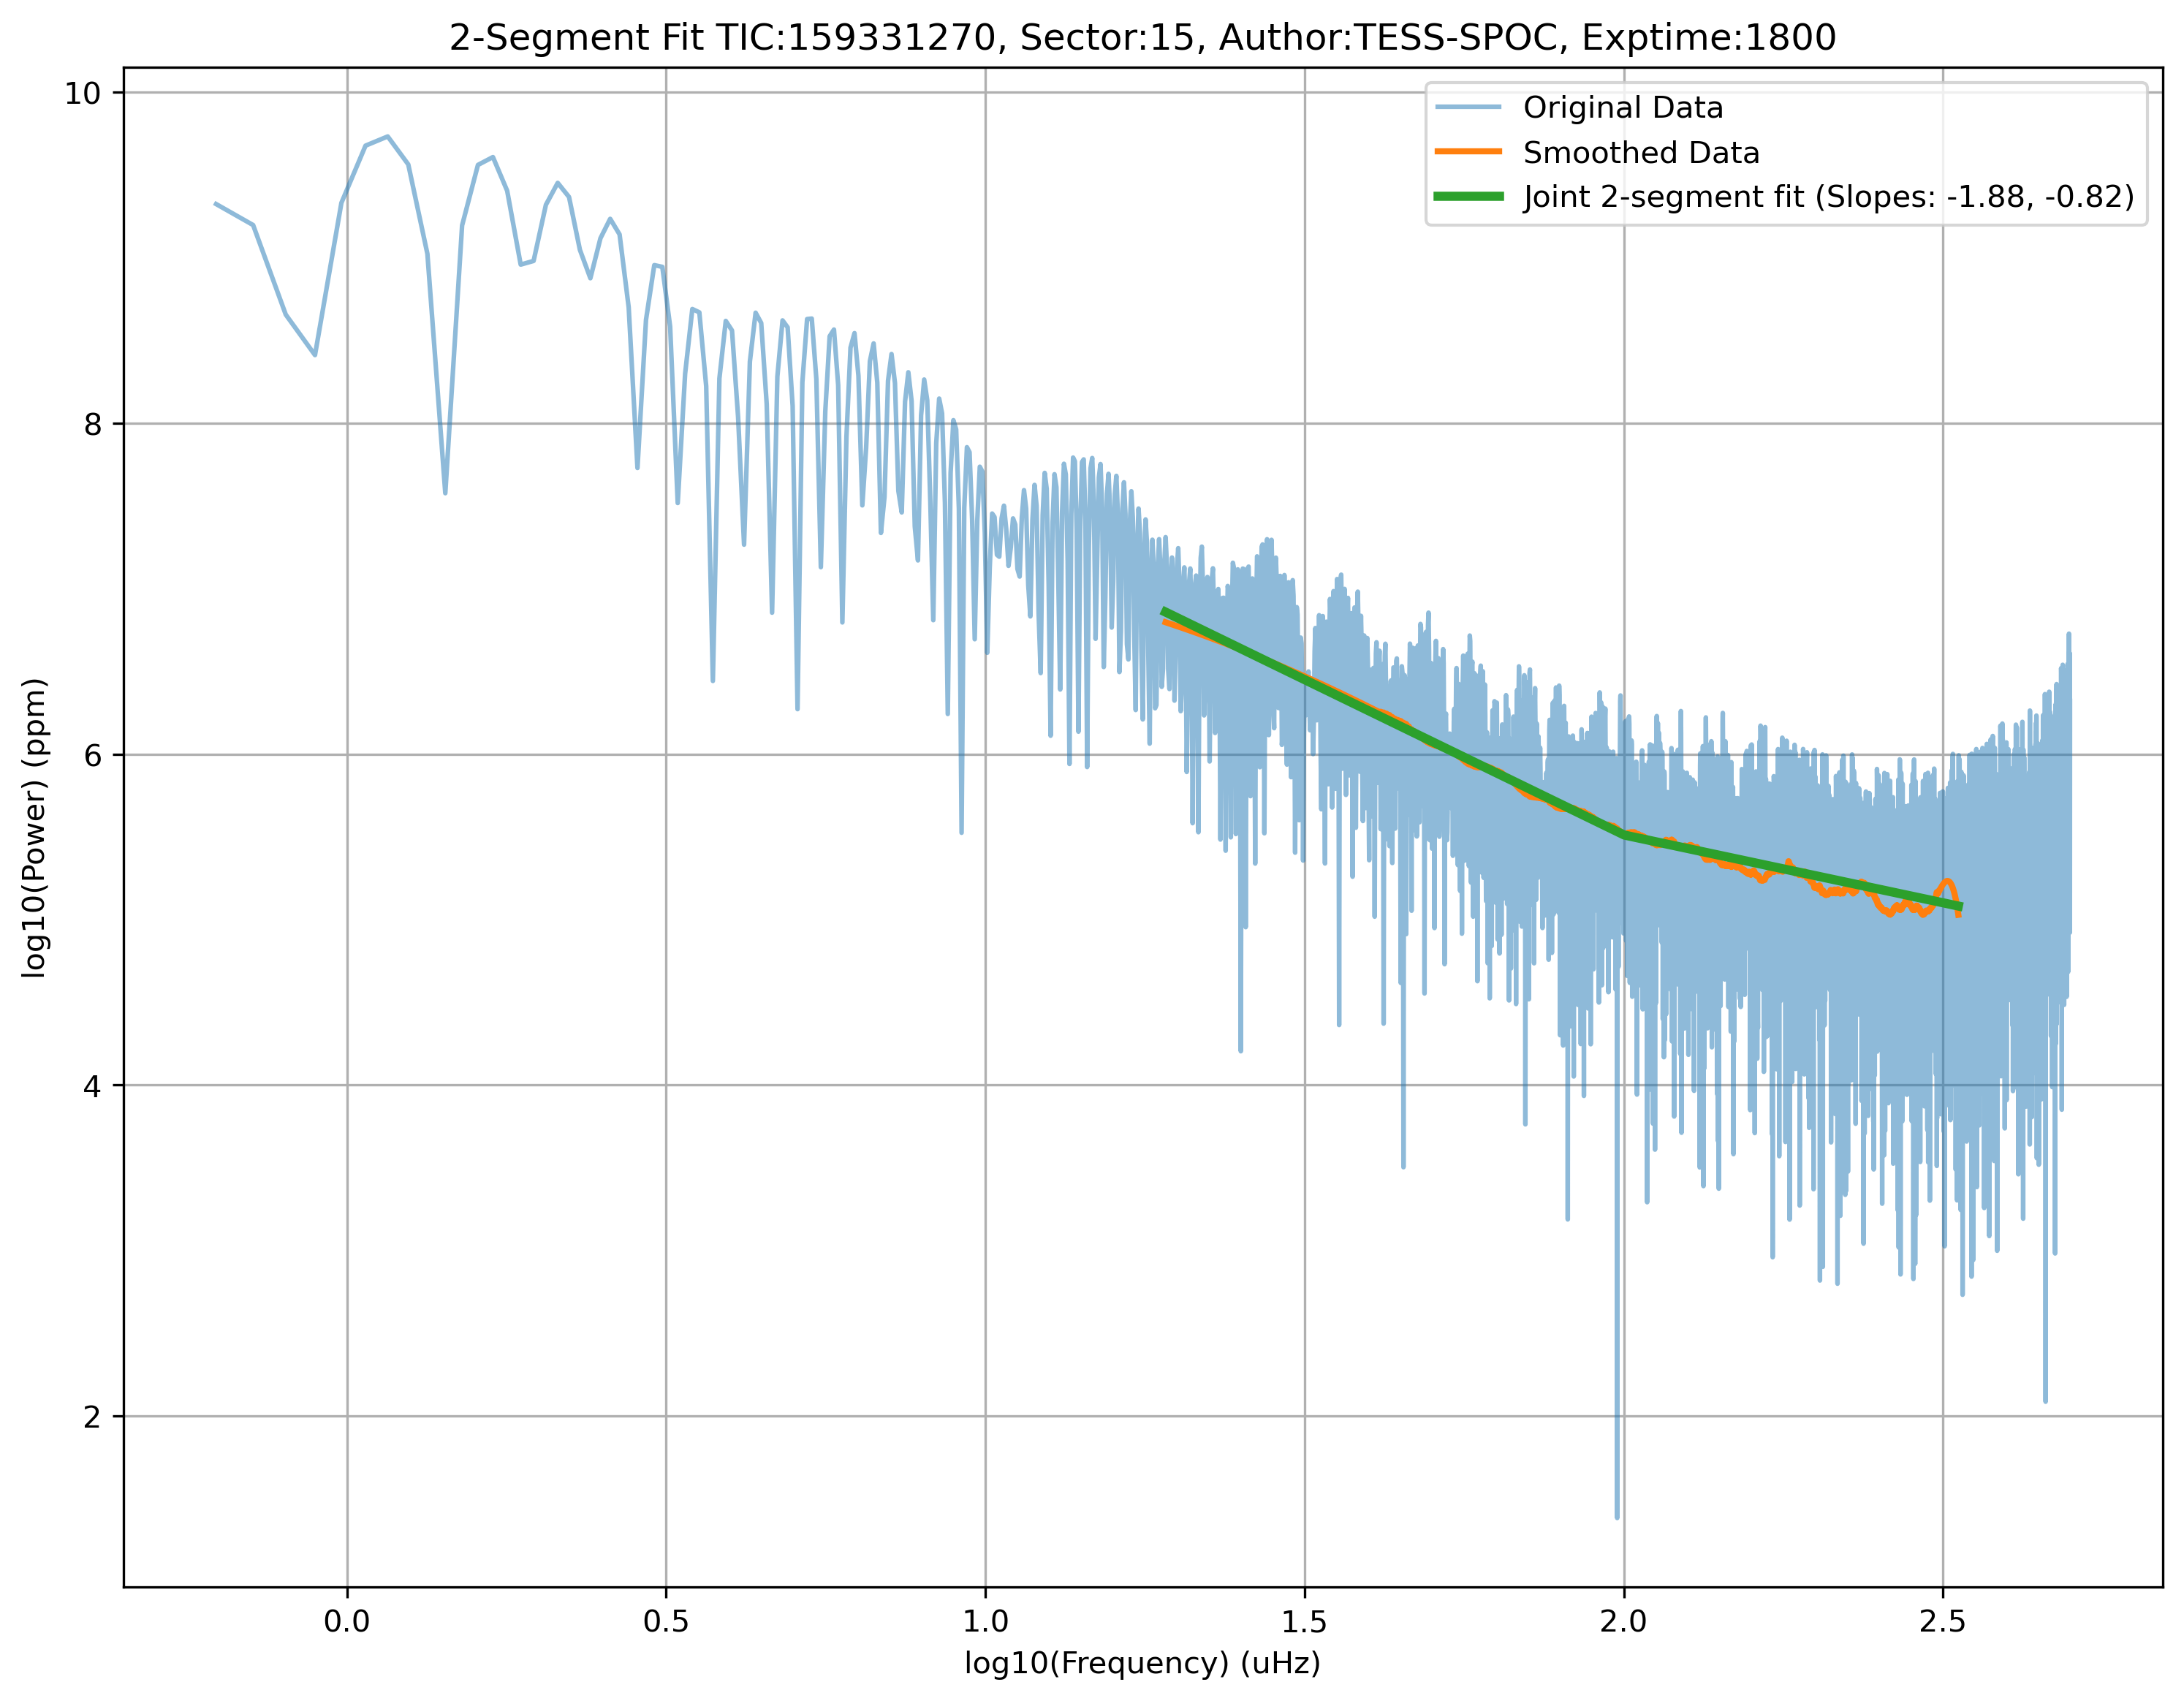 2-Segment Fit TIC:159331270, Sector:15, Author:TESS-SPOC, Exptime:1800
Original Data
Smoothed Data
Joint 2-segment fit (Slopes: -1.88, -0.82)
log10(Power) (ppm)
10
8
6
4
2
0.0 0.5 1.0 1.5 2.0 2.5
log10(Frequency) (uHz)